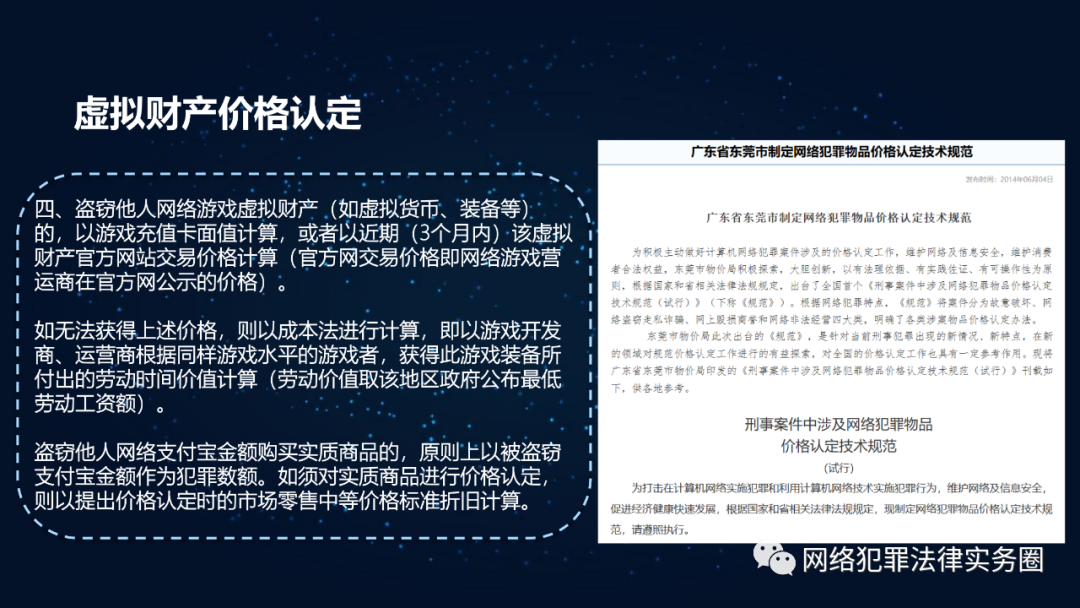 虚拟财产价格认定
四、盗窃他人网络游戏虚拟财产（如虚拟货币、装备等）
的，以游戏充值卡面值计算，或者以近期（3个月内）该虚拟
财产官方网站交易价格计算（官方网交易价格即网络游戏营
运商在官方网公示的价格）。
如无法获得上述价格，则以成本法进行计算，即以游戏开发
商、运营商根据同样游戏水平的游戏者，获得此游戏装备所
付出的劳动时间价值计算（劳动价值取该地区政府公布最低
劳动工资额）。
盗窃他人网络支付宝金额购买实质商品的，原则上以被盗窃
支付宝金额作为犯罪数额。如须对实质商品进行价格认定，
则以提出价格认定时的市场零售中等价格标准折旧计算。
广东省东莞市制定网络犯罪物品价格认定技术规范
发布时间：2014年06月04日
广东省东莞市制定网络犯罪物品价格认定技术规范
为积极主动做好计算机网络犯罪案件涉及的价格认定工作，维护网络及信息安全，维护消费
者合法权益，东莞市物价局积极探索，大胆创新，以有法理依据、有实践佐证、有可操作性为原
则，根据国家和省相关法律法规规定，出台了全国首个《刑事案件中涉及网络犯罪物品价格认定
技术规范（试行）》（下称《规范》）。根据网络犯罪特点，《规范》将案件分为故意破坏、网
络盗窃走私诈骗、网上毁损商誉和网络非法经营四大类，明确了各类涉案物品价格认定办法。
东莞市物价局此次出台的《规范》，是针对当前刑事犯罪出现的新情况、新特点，在新
的领域对规范价格认定工作进行的有益探索，对全国的价格认定工作也具有一定参考作用。现将
广东省东莞市物价局印发的《刑事案件中涉及网络犯罪物品价格认定技术规范（试行）》刊载如
下，供各地参考。
刑事案件中涉及网络犯罪物品
价格认定技术规范
（试行）
为打击在计算机网络实施犯罪和利用计算机网络技术实施犯罪行为，维护网络及信息安全，
促进经济健康快速发展，根据国家和省相关法律法规规定，现制定网络犯罪物品价格认定技术规
范，请遵照执行。
网络犯罪法律实务圈